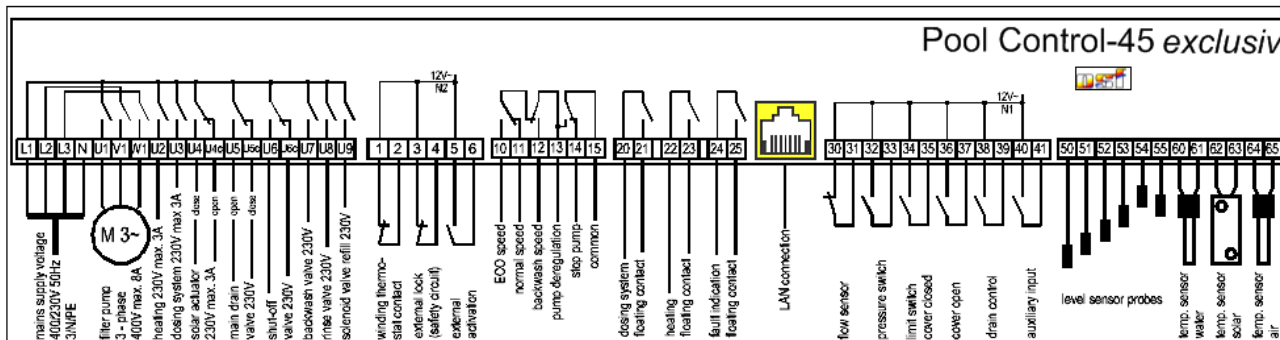 Pool Control-45 exclusiv
osf
12V~
N2
12V~
N1
L1 L2 L3 N U1 V1 W1 U2 U3 U4 U4c U5 U5c U6 U6c U7 U8 U9
1 2 3 4 5 6
10 11 12 13 14 15
20 21 22 23 24 25
30 31 32 33 34 35 36 37 38 39 40 41
50 51 52 53 54 55 60 61 62 63 64 65
M 3~
mains supply voltage
400/230V 50Hz
3/N/PE
filter pump
3 - phase
400V max. 8A
heating 230V max. 3A
dosing system 230V max 3A
solar actuator
230V max. 3A
close
open
main drain
valve 230V
open
close
shut-off
valve 230V
backwash valve 230V
rinse valve 230V
solenoid valve refill 230V
winding thermo-
stat contact
external lock
(safety circuit)
external
activation
ECO speed
normal speed
backwash speed
pump deregulation
stop pump
common
dosing system
floating contact
heating
floating contact
fault indication
floating contact
LAN connection
flow sensor
pressure switch
limit switch
cover closed
cover open
drain control
auxiliary input
level sensor probes
temp. sensor
water
temp. sensor
solar
temp. sensor
air